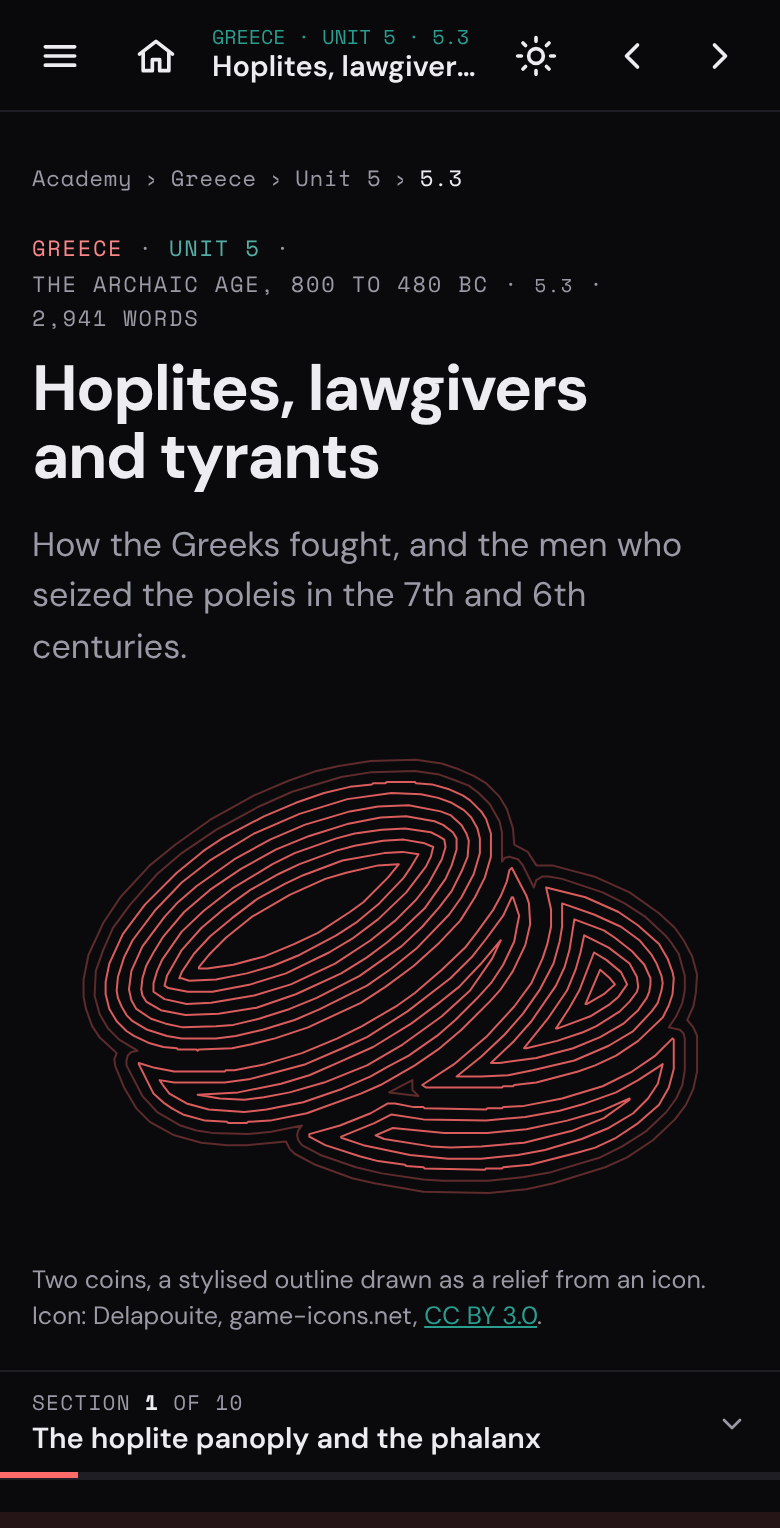 GREECE · UNIT 5 · 5.3
Hoplites, lawgiver...
Academy › Greece › Unit 5 › 5.3
GREECE · UNIT 5 ·
THE ARCHAIC AGE, 800 TO 480 BC · 5.3 ·
2,941 WORDS
Hoplites, lawgivers
and tyrants
How the Greeks fought, and the men who
seized the poleis in the 7th and 6th
centuries.
Two coins, a stylised outline drawn as a relief from an icon.
Icon: Delapouite, game-icons.net, CC BY 3.0.
SECTION 1 OF 10
The hoplite panoply and the phalanx